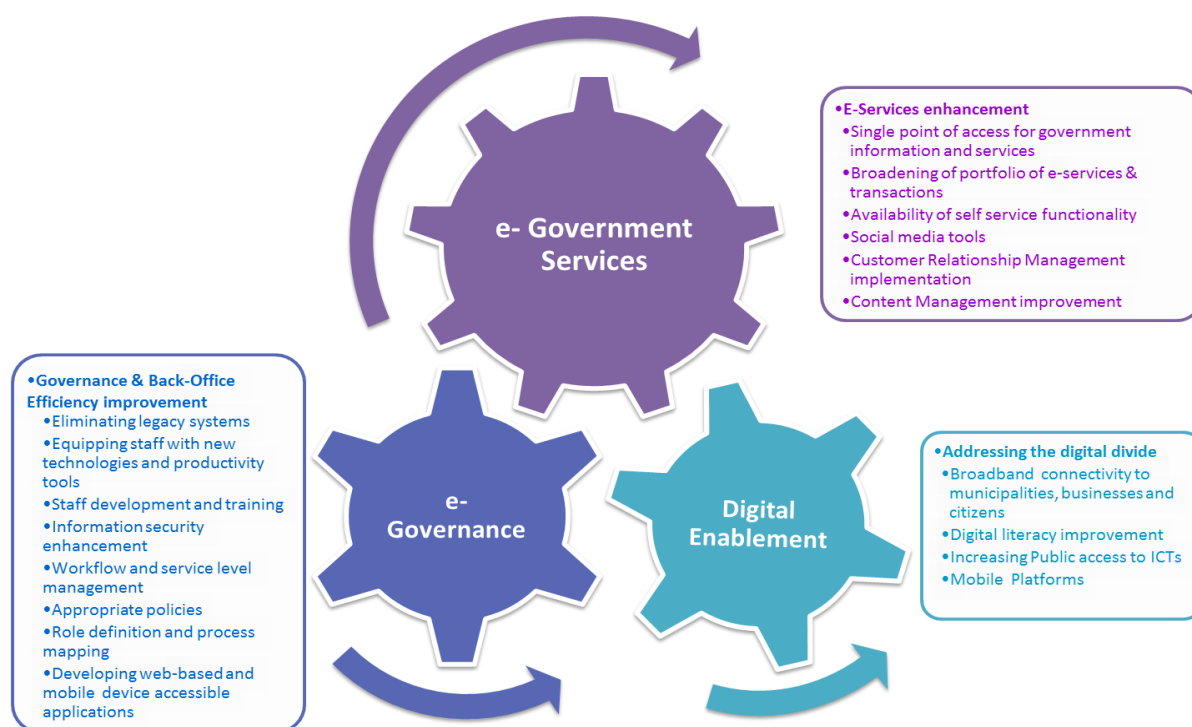 •E-Services enhancement
•Single point of access for government
information and services
•Broadening of portfolio of e-services &
transactions
•Availability of self service functionality
•Social media tools
•Customer Relationship Management
implementation
•Content Management improvement
e- Government
Services
•Governance & Back-Office
Efficiency improvement
•Eliminating legacy systems
•Equipping staff with new
technologies and productivity
tools
•Staff development and training
•Information security
enhancement
•Workflow and service level
management
•Appropriate policies
•Role definition and process
mapping
•Developing web-based and
mobile device accessible
applications
e-
Governance
Digital
Enablement
•Addressing the digital divide
•Broadband connectivity to
municipalities, businesses and
citizens
•Digital literacy improvement
•Increasing Public access to ICTs
•Mobile Platforms